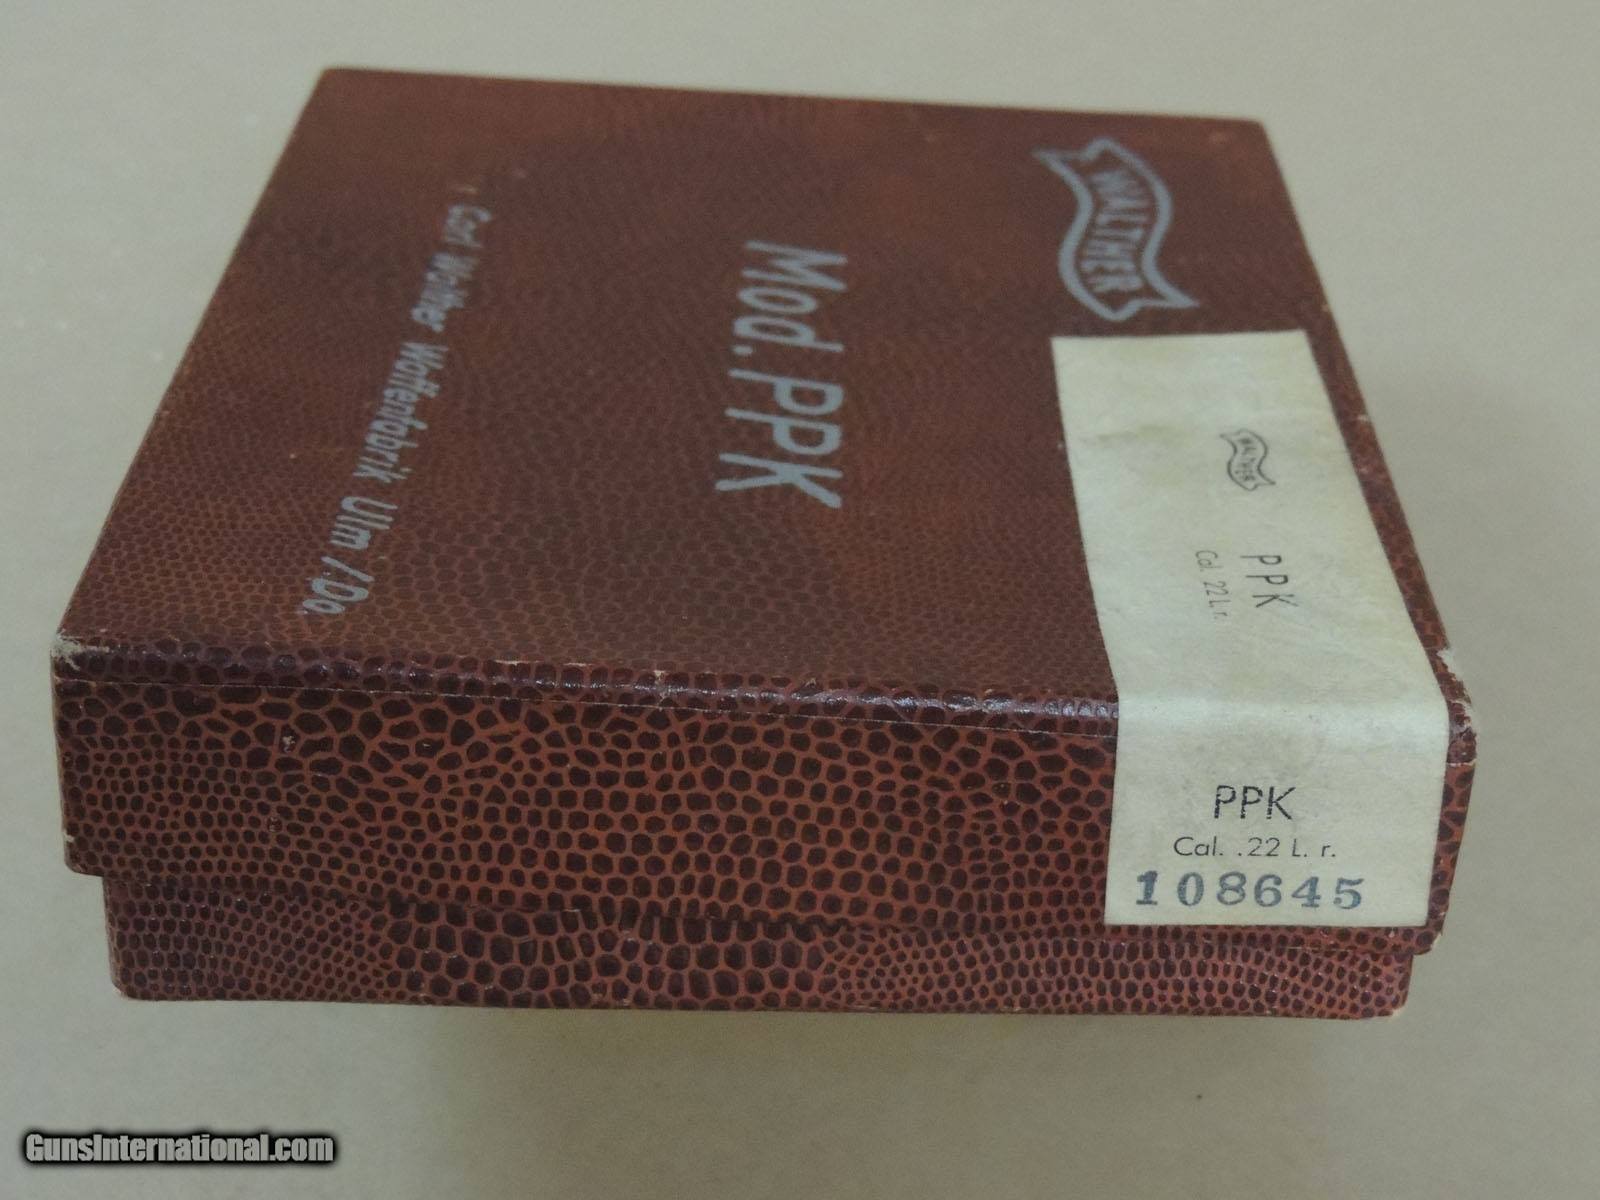 WALTHER
Mod. PPK
Carl Walther Waffenfabrik Ulm /Do.
WALTHER
PPK
Cal. 22 L. r.
PPK
Cal. .22 L. r.
108645
GunsInternational.com